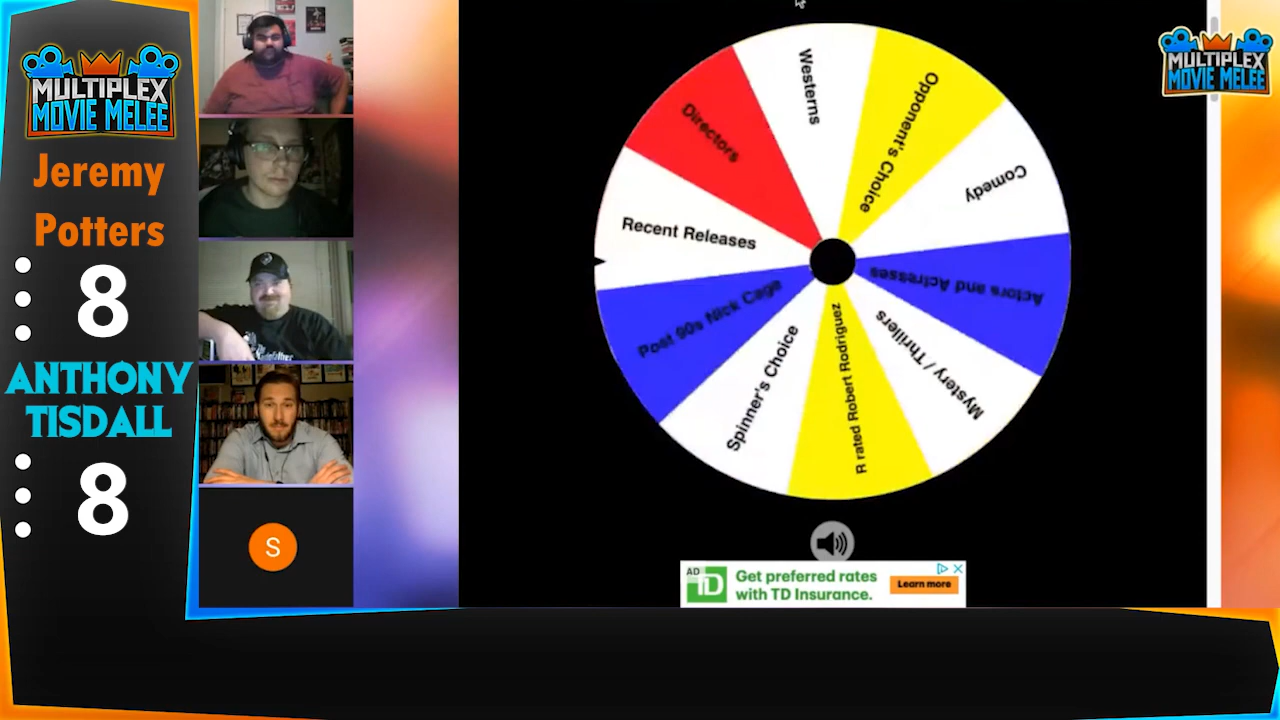 MULTIPLEX
MOVIE MELEE
Jeremy
Potters
8
ANTHONY
TISDALL
8
S
Westerns
Opponent's Choice
Comedy
Actors and Actresses
Mystery / Thrillers
R rated Robert Rodriguez
Spinner's Choice
Post 90s Nick Cage
Recent Releases
Directors
AD
TD
Get preferred rates
with TD Insurance.
Learn more
MULTIPLEX
MOVIE MELEE